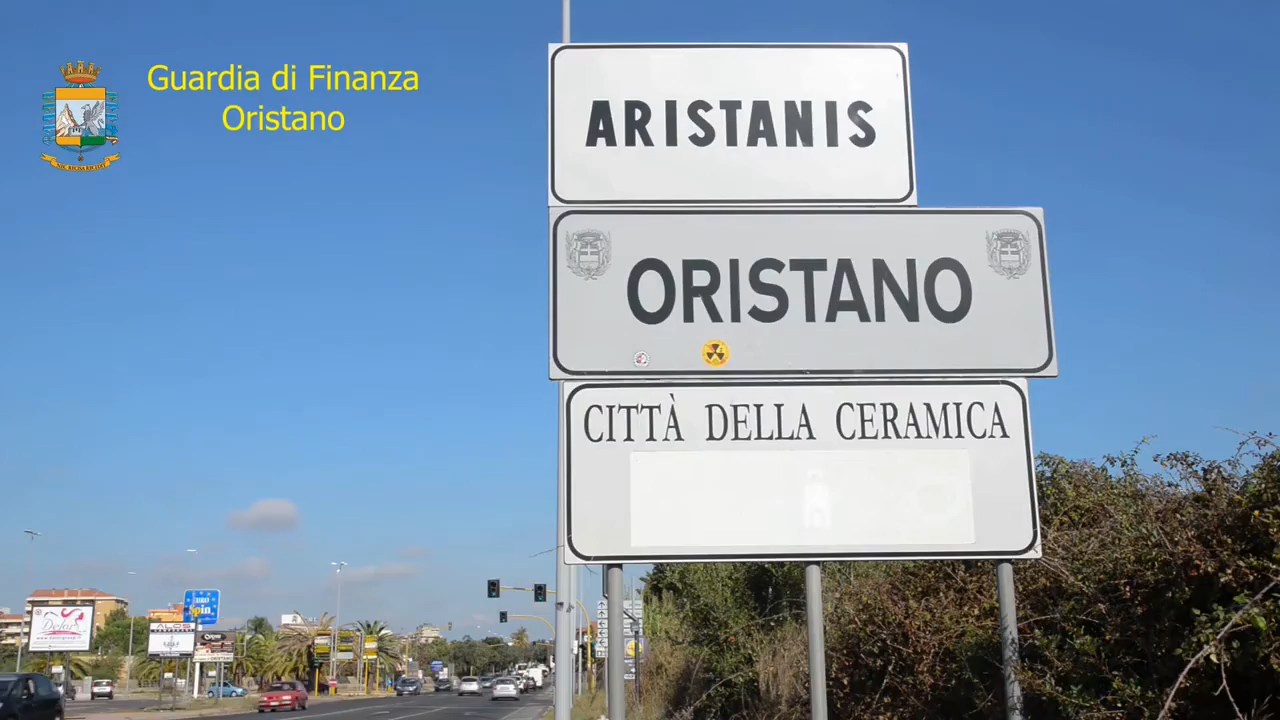 Guardia di Finanza
Oristano
ARISTANIS
ORISTANO
CITTÀ DELLA CERAMICA